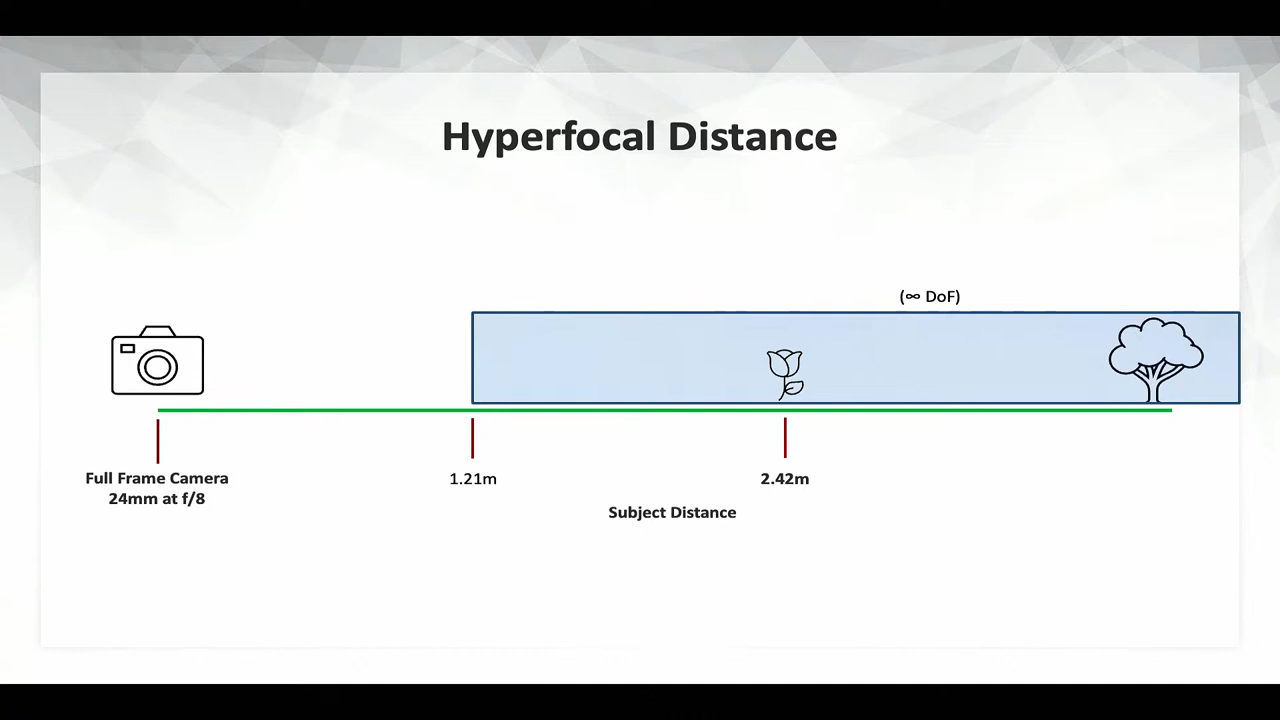 Hyperfocal Distance
(∞ DoF)
Full Frame Camera
24mm at f/8
1.21m
2.42m
Subject Distance